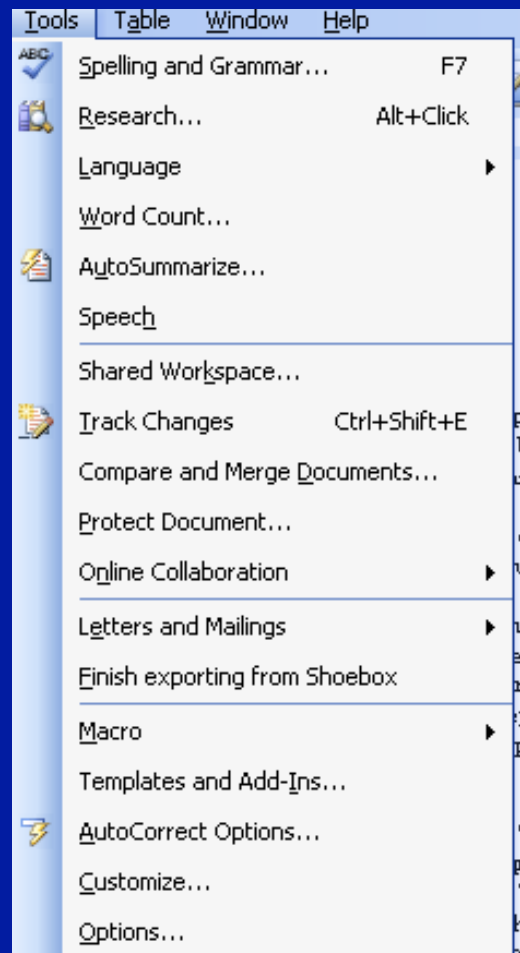 Tools Table Window Help
ABC
Spelling and Grammar... F7
Research... Alt+Click
Language
Word Count...
AutoSummarize...
Speech
Shared Workspace...
Track Changes Ctrl+Shift+E
Compare and Merge Documents...
Protect Document...
Online Collaboration
Letters and Mailings
Finish exporting from Shoebox
Macro
Templates and Add-Ins...
AutoCorrect Options...
Customize...
Options...